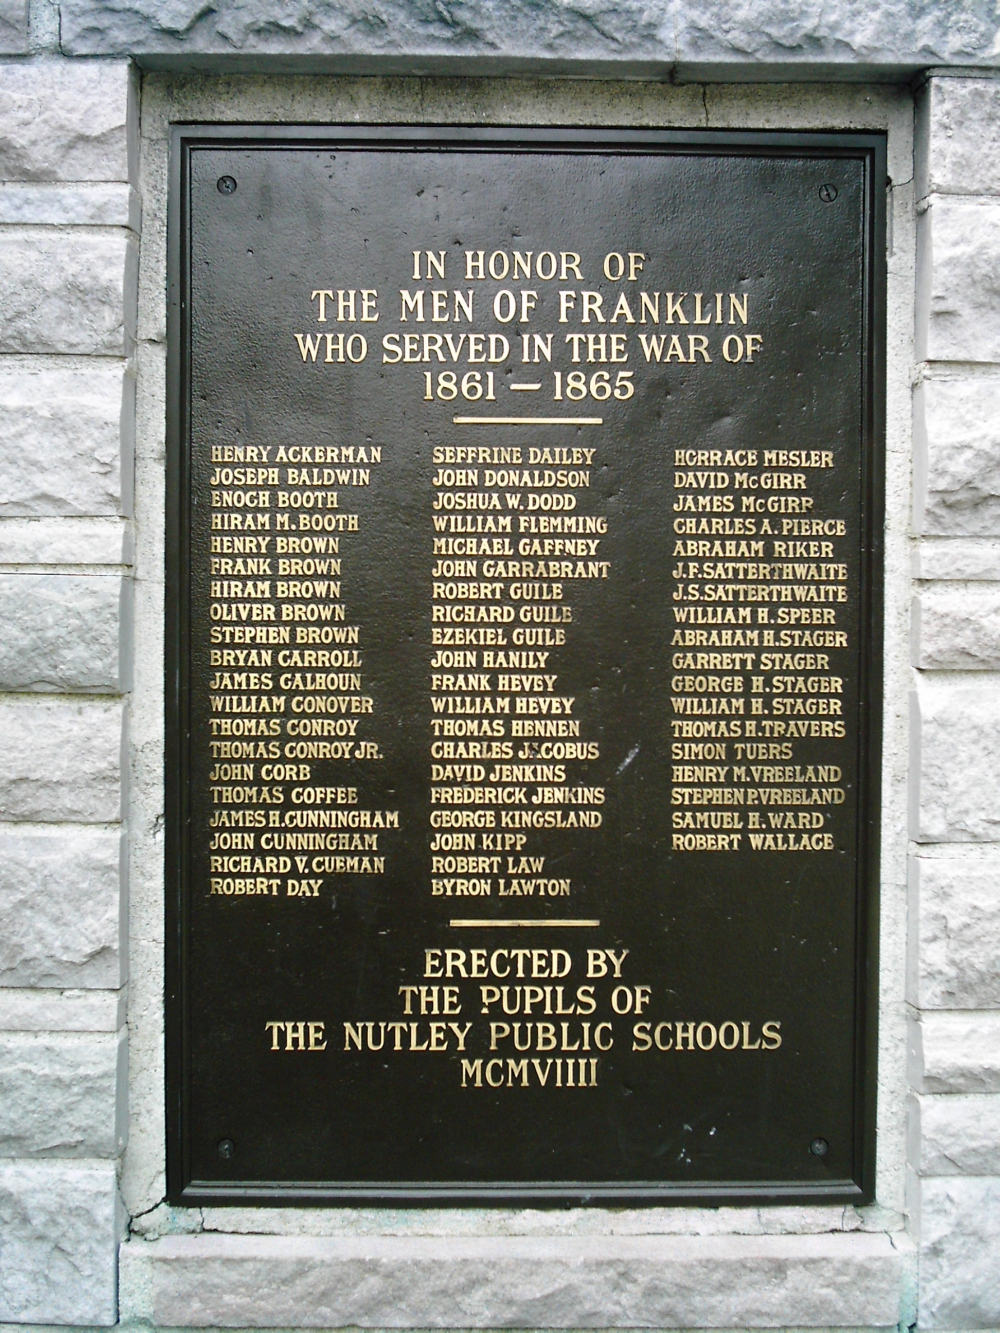 IN HONOR OF
THE MEN OF FRANKLIN
WHO SERVED IN THE WAR OF
1861 — 1865
HENRY ACKERMAN
JOSEPH BALDWIN
ENOCH BOOTH
HIRAM M. BOOTH
HENRY BROWN
FRANK BROWN
HIRAM BROWN
OLIVER BROWN
STEPHEN BROWN
BRYAN CARROLL
JAMES CALHOUN
WILLIAM CONOVER
THOMAS CONROY
THOMAS CONROY JR.
JOHN CORB
THOMAS COFFEE
JAMES H. CUNNINGHAM
JOHN CUNNINGHAM
RICHARD V. CUEMAN
ROBERT DAY
SEFFRINE DAILEY
JOHN DONALDSON
JOSHUA W. DODD
WILLIAM FLEMMING
MICHAEL GAFFNEY
JOHN GARRABRANT
ROBERT GUILE
RICHARD GUILE
EZEKIEL GUILE
JOHN HANILY
FRANK HEVEY
WILLIAM HEVEY
THOMAS HENNEN
CHARLES JACOBUS
DAVID JENKINS
FREDERICK JENKINS
GEORGE KINGSLAND
JOHN KIPP
ROBERT LAW
BYRON LAWTON
HORRACE MESLER
DAVID McGIRR
JAMES McGIRR
CHARLES A. PIERCE
ABRAHAM RIKER
J.F. SATTERTHWAITE
J.S. SATTERTHWAITE
WILLIAM H. SPEER
ABRAHAM H. STAGER
GARRETT STAGER
GEORGE H. STAGER
WILLIAM H. STAGER
THOMAS H. TRAVERS
SIMON TUERS
HENRY M. VREELAND
STEPHEN P. VREELAND
SAMUEL H. WARD
ROBERT WALLACE
ERECTED BY
THE PUPILS OF
THE NUTLEY PUBLIC SCHOOLS
MCMVIIII